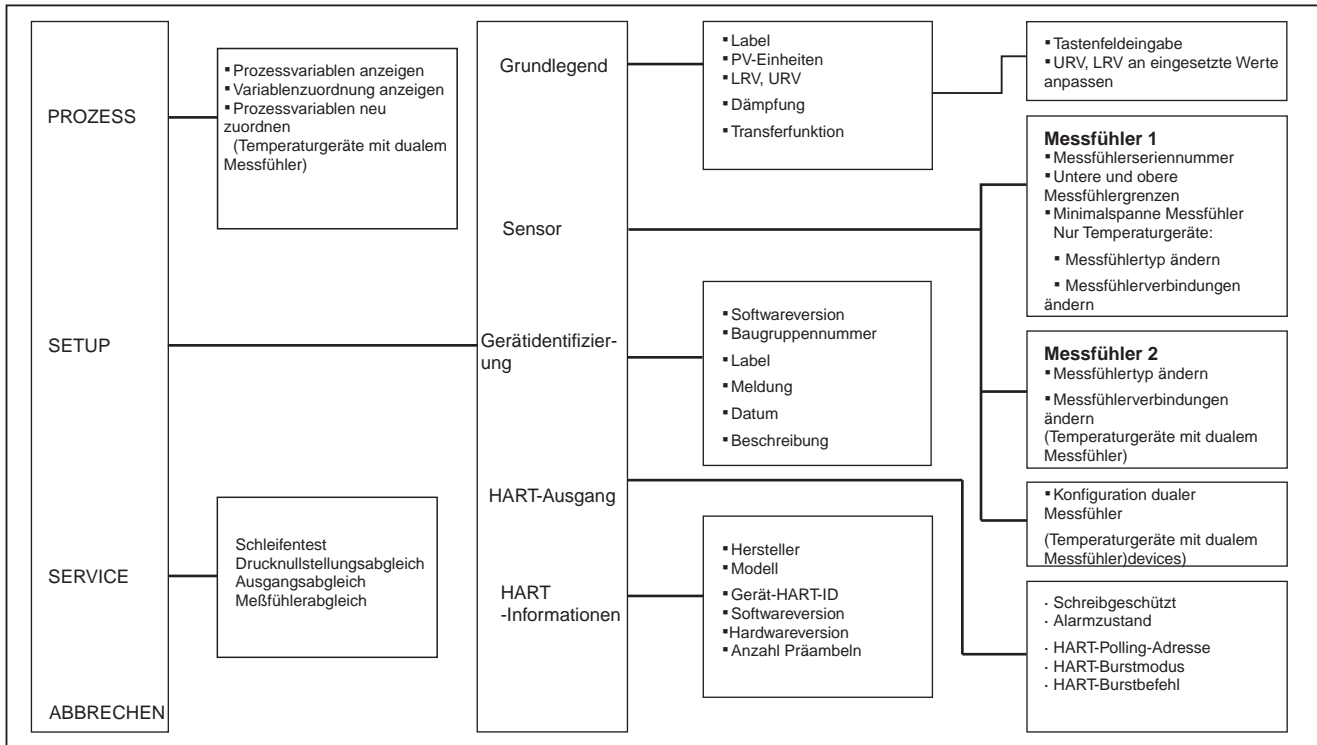 PROZESS
SETUP
SERVICE
ABBRECHEN
▪ Prozessvariablen anzeigen
▪ Variablenzuordnung anzeigen
▪ Prozessvariablen neu
zuordnen
(Temperaturgeräte mit dualem
Messfühler)
Schleifentest
Drucknullstellungsabgleich
Ausgangsabgleich
Meßfühlerabgleich
Grundlegend
Sensor
Gerätidentifizier-
ung
HART-Ausgang
HART
-Informationen
▪ Label
▪ PV-Einheiten
▪ LRV, URV
▪ Dämpfung
▪ Transferfunktion
▪ Softwareversion
▪ Baugruppennummer
▪ Label
▪ Meldung
▪ Datum
▪ Beschreibung
▪ Hersteller
▪ Modell
▪ Gerät-HART-ID
▪ Softwareversion
▪ Hardwareversion
▪ Anzahl Präambeln
▪ Tastenfeldeingabe
▪ URV, LRV an eingesetzte Werte
anpassen
Messfühler 1
▪ Messfühlerseriennummer
▪ Untere und obere
Messfühlergrenzen
▪ Minimalspanne Messfühler
Nur Temperaturgeräte:
▪ Messfühlertyp ändern
▪ Messfühlerverbindungen
ändern
Messfühler 2
▪ Messfühlertyp ändern
▪ Messfühlerverbindungen
ändern
(Temperaturgeräte mit dualem
Messfühler)
▪ Konfiguration dualer
Messfühler
(Temperaturgeräte mit dualem
Messfühler)devices)
· Schreibgeschützt
· Alarmzustand
· HART-Polling-Adresse
· HART-Burstmodus
· HART-Burstbefehl